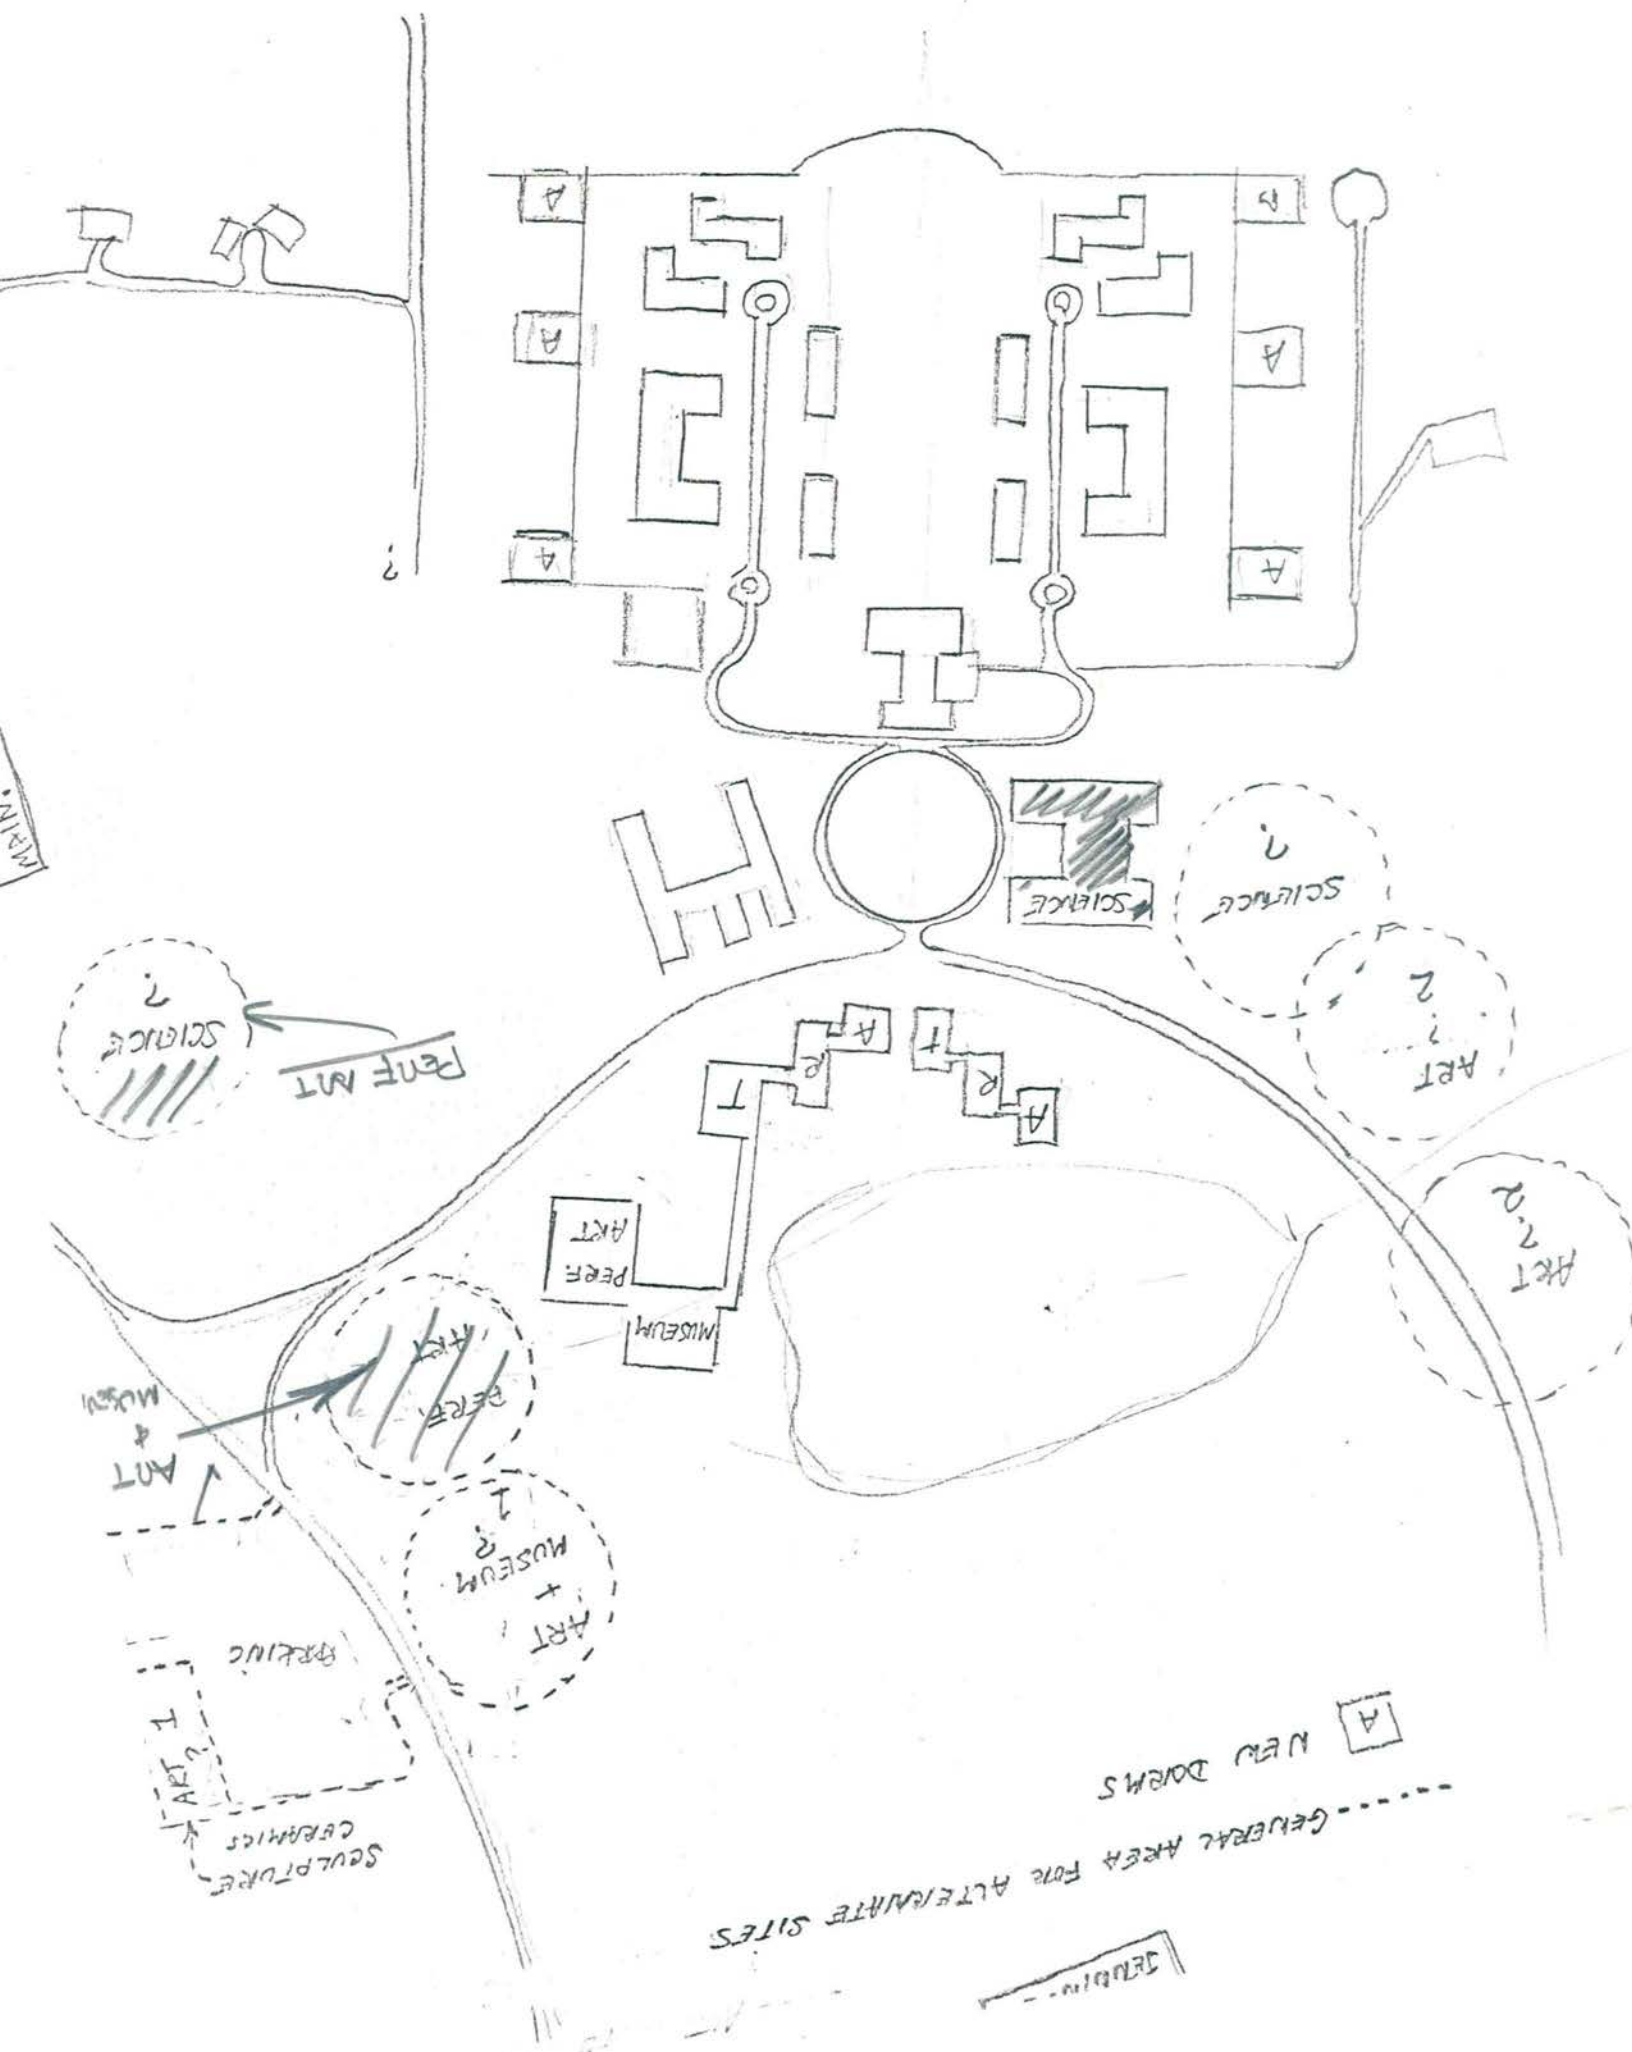 SCULPTURE
CERAMICS
ART 1
?
PARKING
ART
+
MUSEUM
?
1
ART
&
MUSEUM
PERF.
ART
MUSEUM
PERF.
ART
T
R
A
T
R
A
ART
?
2
ART
?
2
SCIENCE
?
SCIENCE
PERF ART
SCIENCE
?
MAIN.
?
A
A
A
A
A
A NEW DORMS
GENERAL AREA FOR ALTERNATE SITES